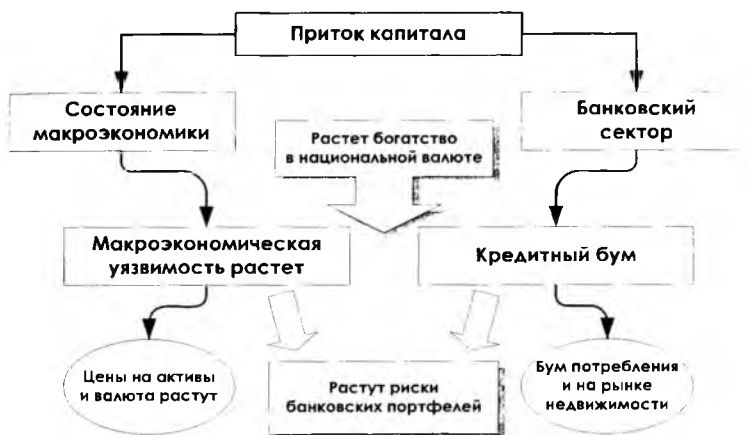 Приток капитала
Состояние
макроэкономики
Банковский
сектор
Растет богатство
в национальной валюте
Макроэкономическая
уязвимость растет
Кредитный бум
Цены на активы
и валюта растут
Растут риски
банковских портфелей
Бум потребления
и на рынке
недвижимости